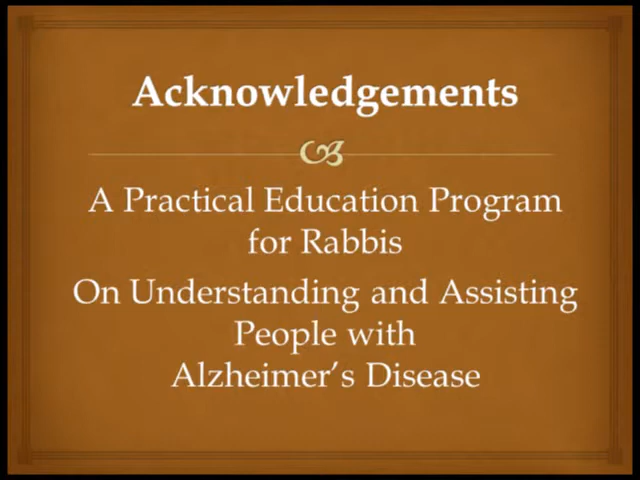 Acknowledgements
A Practical Education Program
for Rabbis
On Understanding and Assisting
People with
Alzheimer's Disease